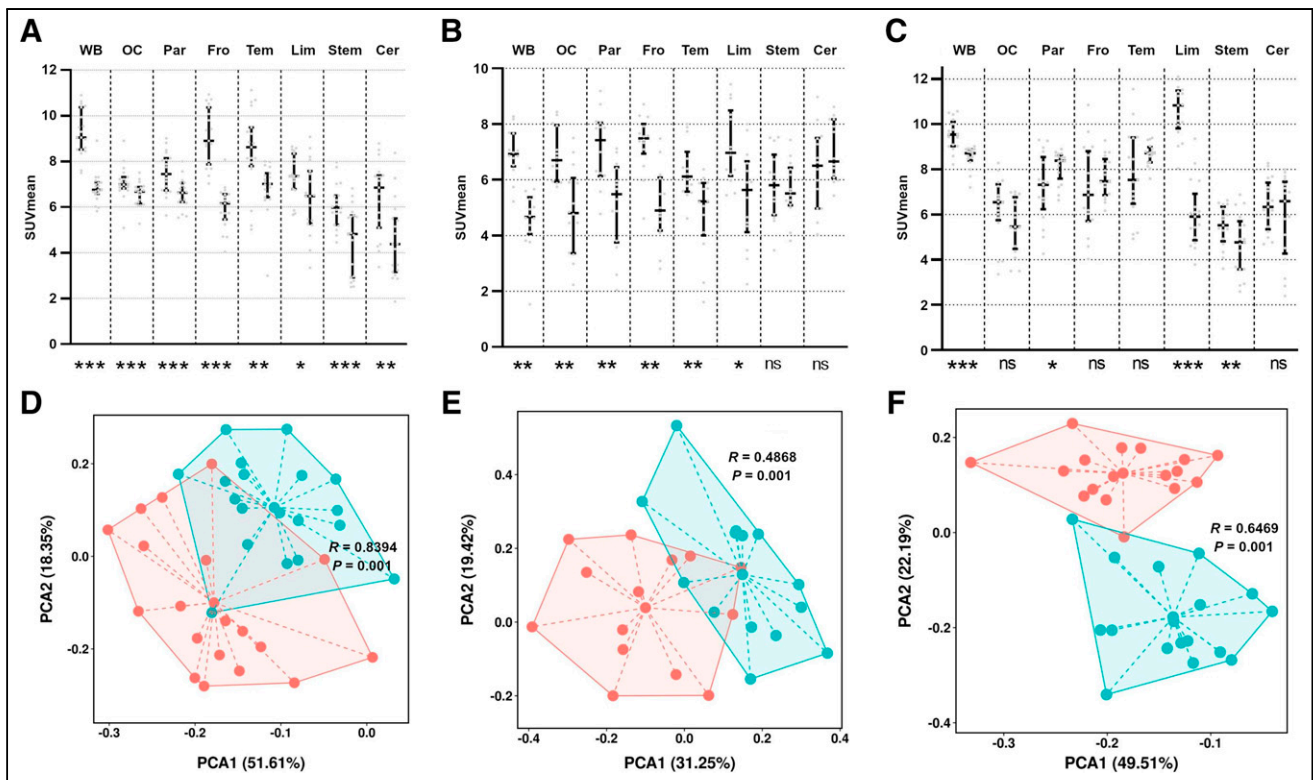 A
WB OC Par Fro Tem Lim Stem Cer
12
10
8
6
4
2
0
SUVmean
*** *** *** *** ** * *** **
B
WB OC Par Fro Tem Lim Stem Cer
10
8
6
4
2
0
SUVmean
** ** ** ** ** * ns ns
C
WB OC Par Fro Tem Lim Stem Cer
12
10
8
6
4
2
0
SUVmean
*** ns * ns ns *** ** ns
D
0.2
0.0
-0.2
PCA2 (18.35%)
R = 0.8394
P = 0.001
-0.3 -0.2 -0.1 0.0
PCA1 (51.61%)
E
0.4
0.2
0.0
-0.2
PCA2 (19.42%)
R = 0.4868
P = 0.001
-0.4 -0.2 0.0 0.2 0.4
PCA1 (31.25%)
F
0.2
0.0
-0.2
-0.4
PCA2 (22.19%)
R = 0.6469
P = 0.001
-0.3 -0.2 -0.1
PCA1 (49.51%)